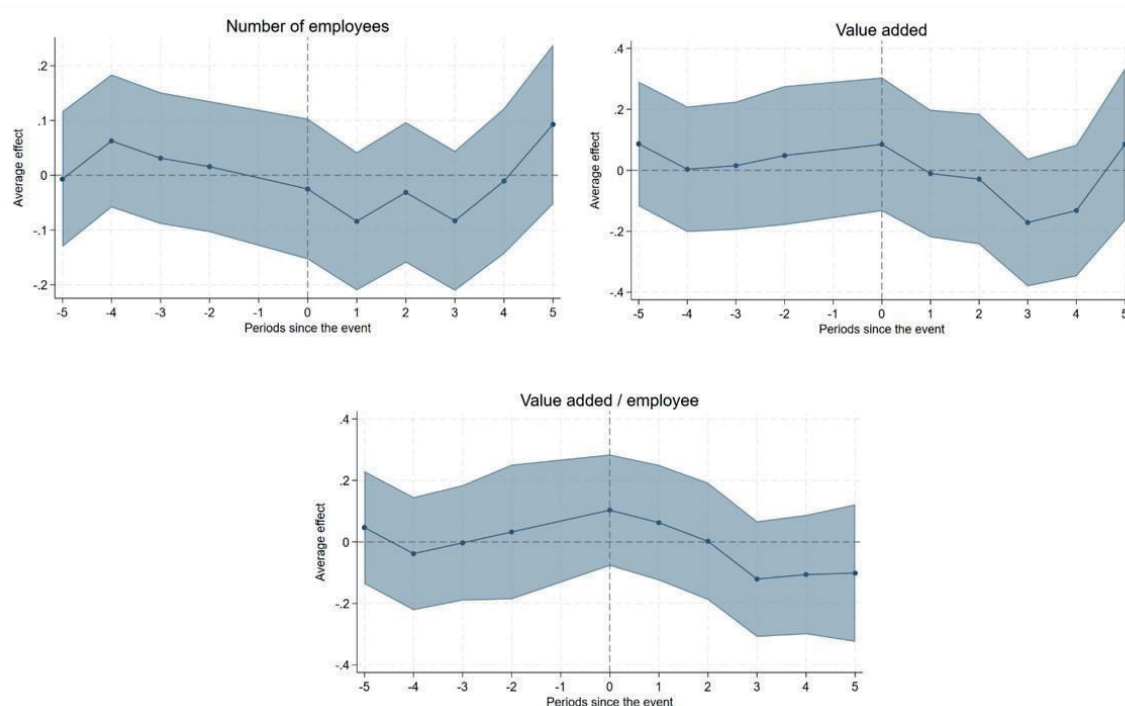 Number of employees
.2
.1
0
-.1
-.2
Average effect
-5 -4 -3 -2 -1 0 1 2 3 4 5
Periods since the event
Value added
.4
.2
0
-.2
-.4
Average effect
-5 -4 -3 -2 -1 0 1 2 3 4 5
Periods since the event
Value added / employee
.4
.2
0
-.2
-.4
Average effect
-5 -4 -3 -2 -1 0 1 2 3 4 5
Periods since the event